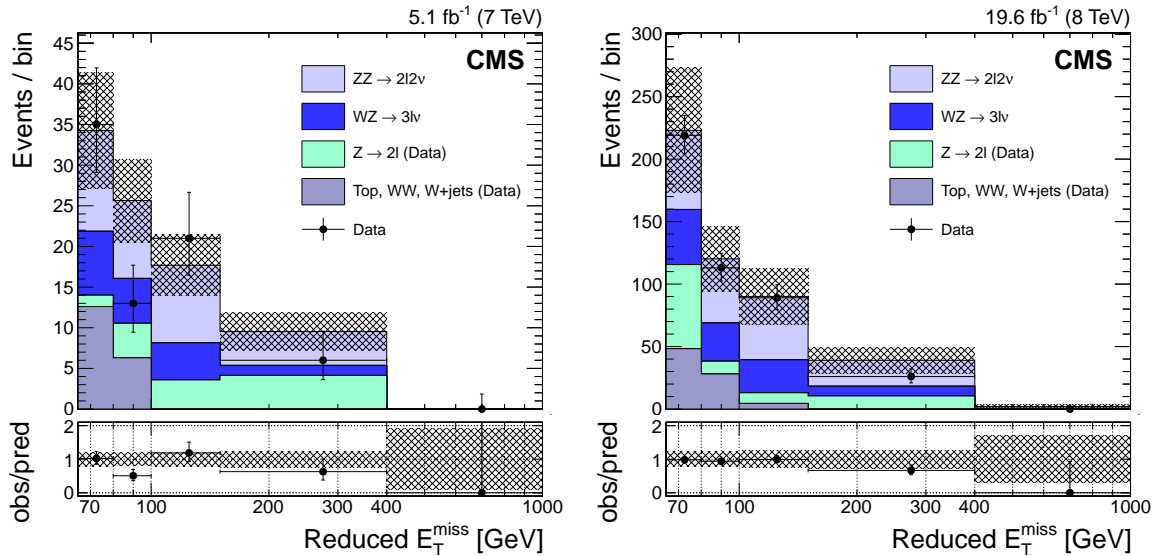 5.1 fb⁻¹ (7 TeV)
Events / bin
45
40
35
30
25
20
15
10
5
0
CMS
ZZ → 2l2ν
WZ → 3lν
Z → 2l (Data)
Top, WW, W+jets (Data)
Data
obs/pred
2
1
0
70
100
200
300
400
1000
Reduced E_T^miss [GeV]
19.6 fb⁻¹ (8 TeV)
Events / bin
300
250
200
150
100
50
0
CMS
ZZ → 2l2ν
WZ → 3lν
Z → 2l (Data)
Top, WW, W+jets (Data)
Data
obs/pred
2
1
0
70
100
200
300
400
1000
Reduced E_T^miss [GeV]